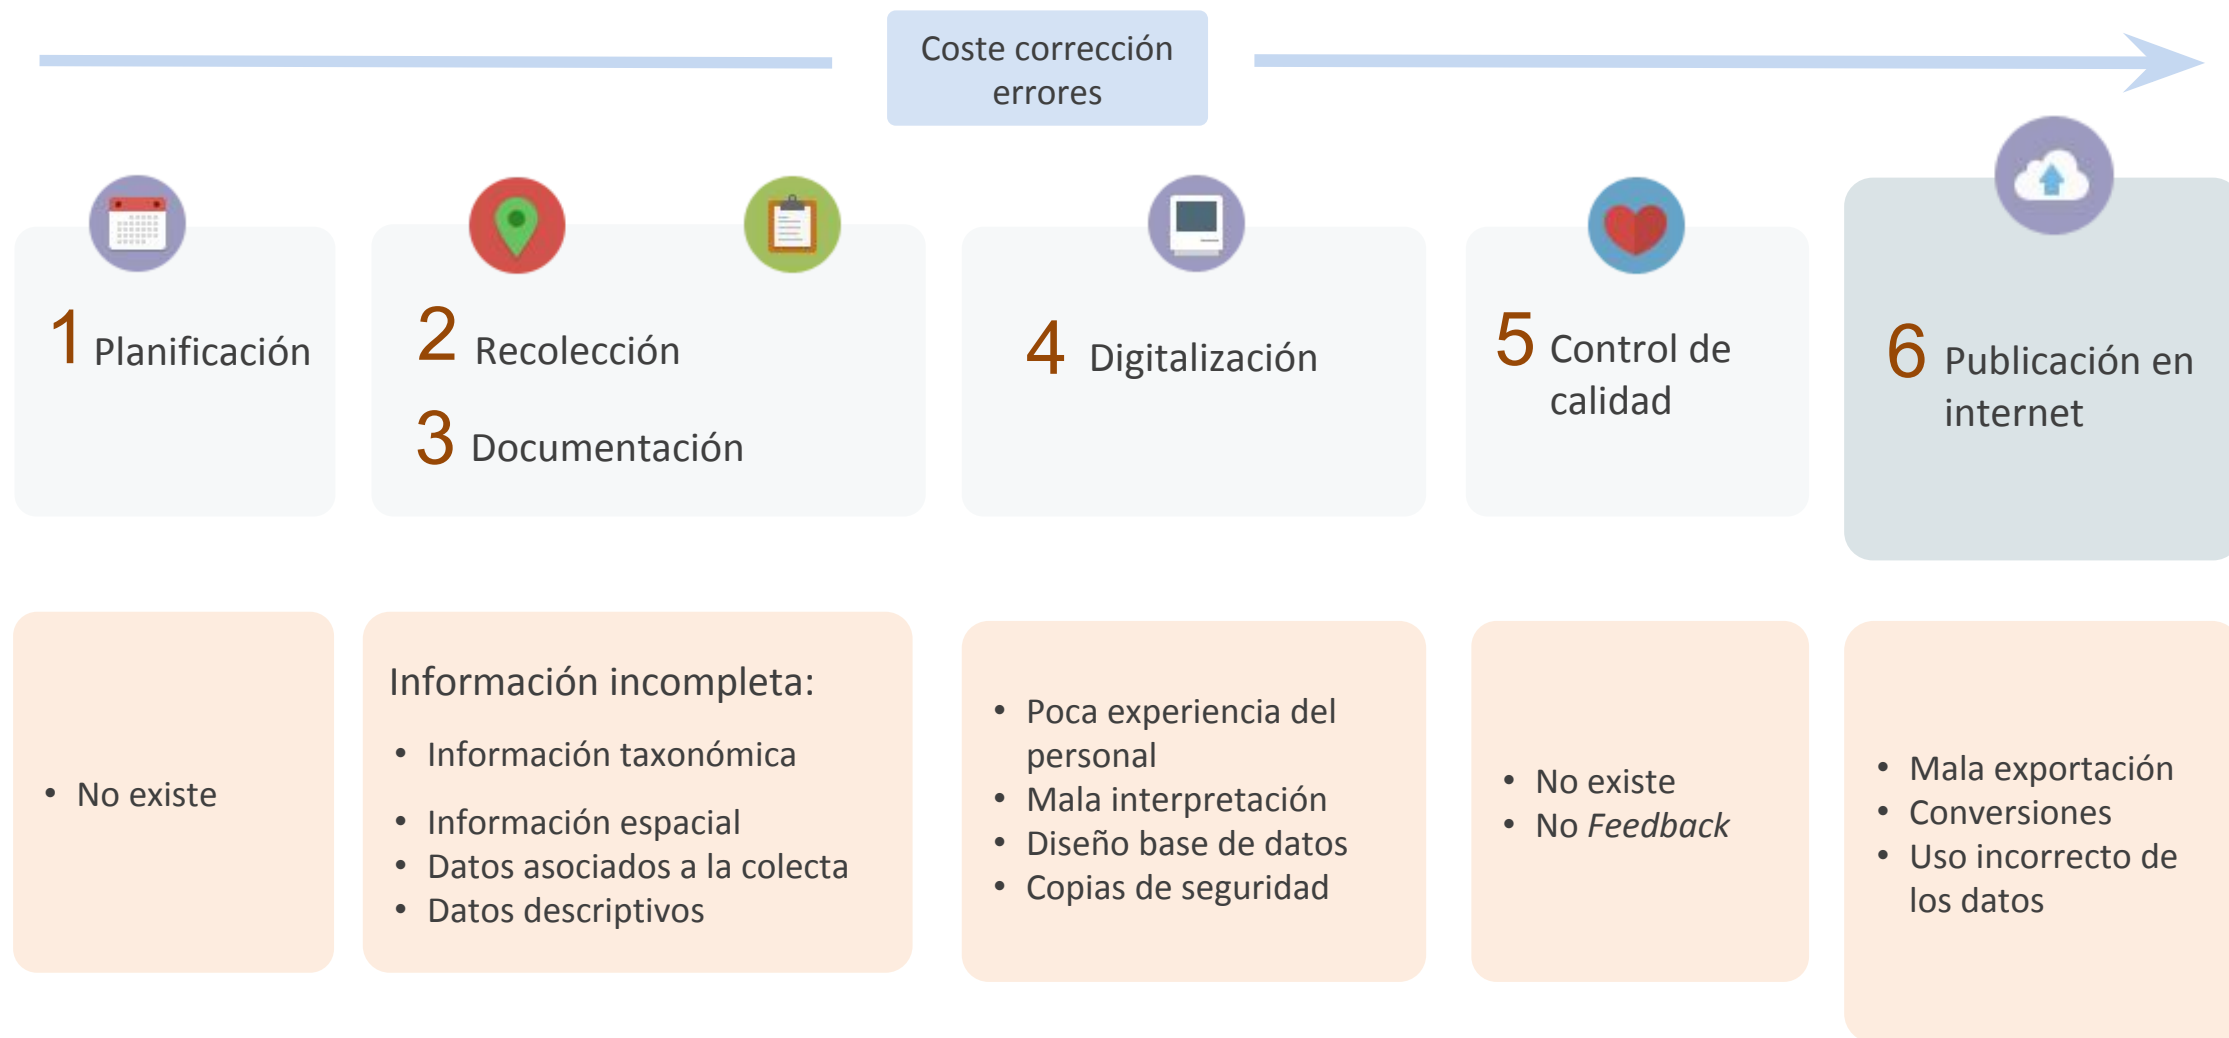 Coste corrección
errores
1 Planificación
2 Recolección
3 Documentación
4 Digitalización
5 Control de
calidad
6 Publicación en
internet
• No existe
Información incompleta:
• Información taxonómica
• Información espacial
• Datos asociados a la colecta
• Datos descriptivos
• Poca experiencia del
personal
• Mala interpretación
• Diseño base de datos
• Copias de seguridad
• No existe
• No Feedback
• Mala exportación
• Conversiones
• Uso incorrecto de
los datos